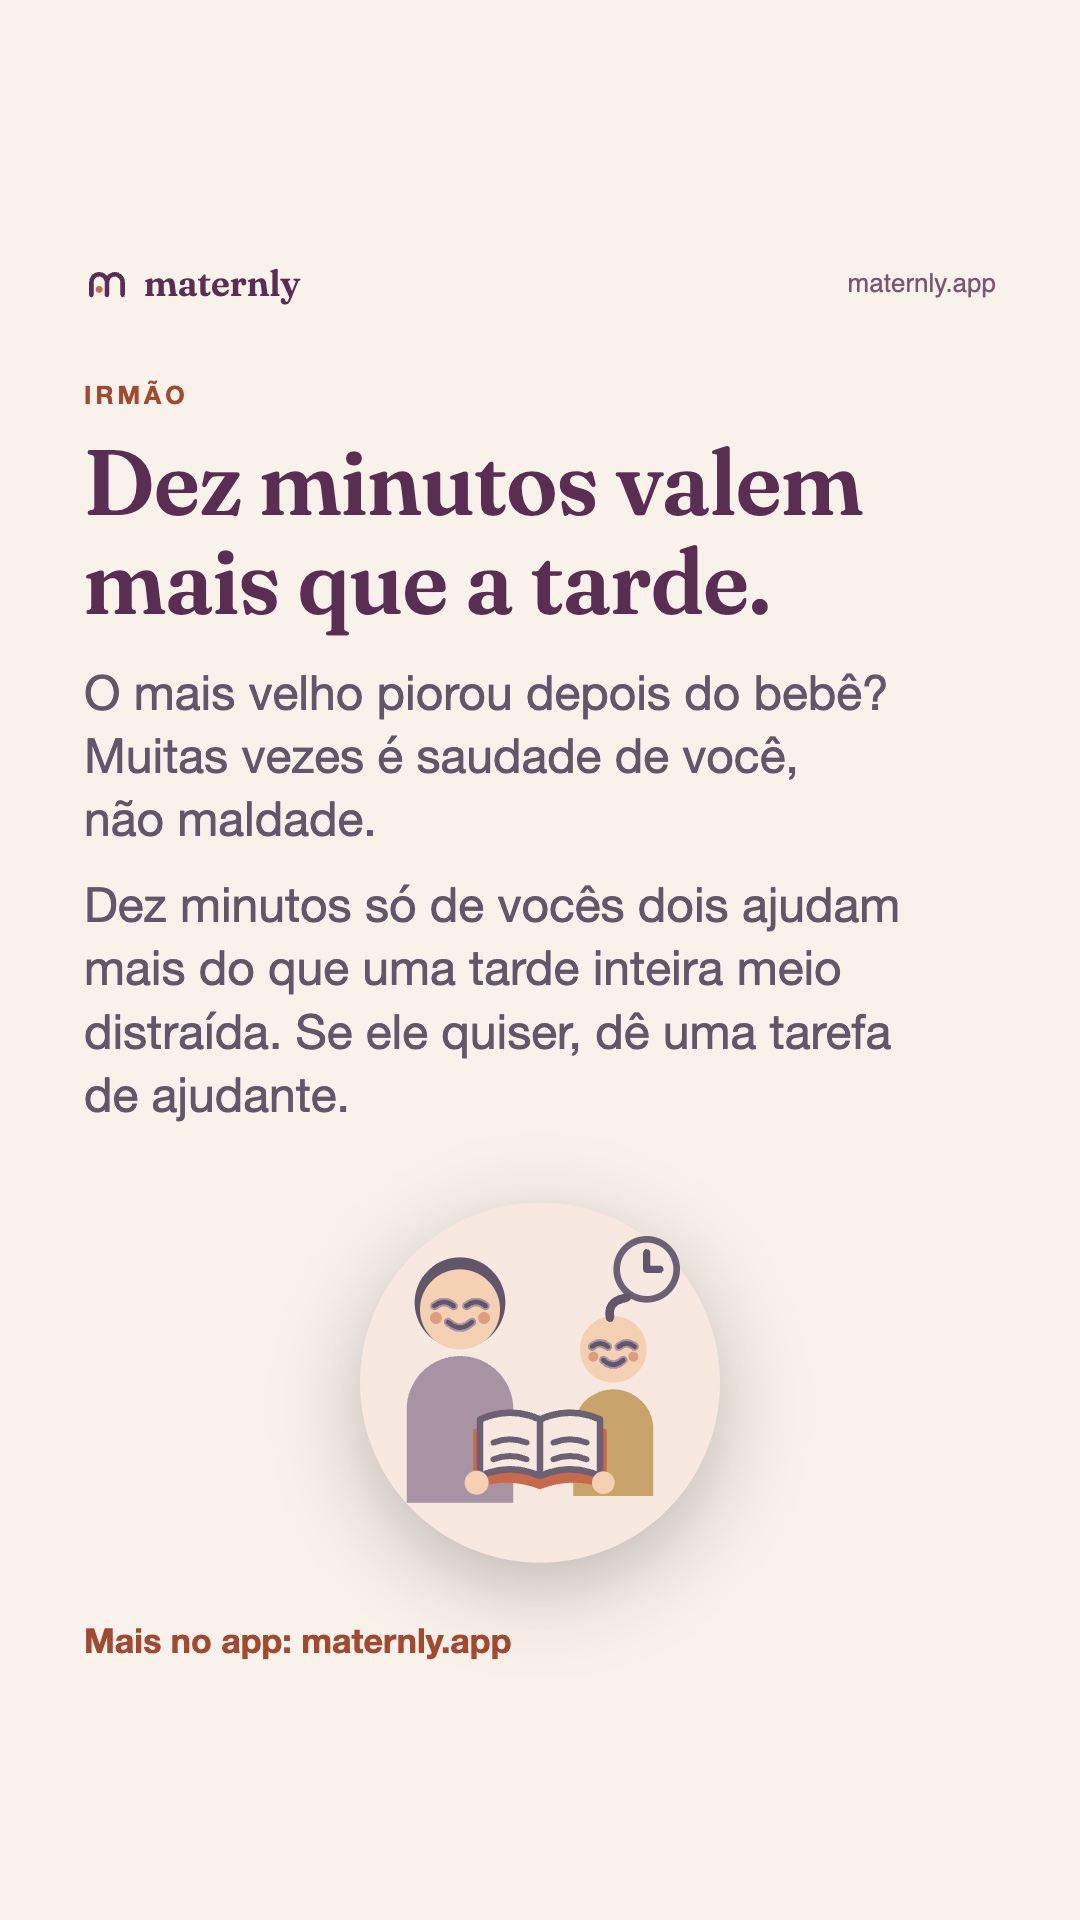 maternly
maternly.app
IRMÃO
Dez minutos valem
mais que a tarde.
O mais velho piorou depois do bebê?
Muitas vezes é saudade de você,
não maldade.
Dez minutos só de vocês dois ajudam
mais do que uma tarde inteira meio
distraída. Se ele quiser, dê uma tarefa
de ajudante.
Mais no app: maternly.app